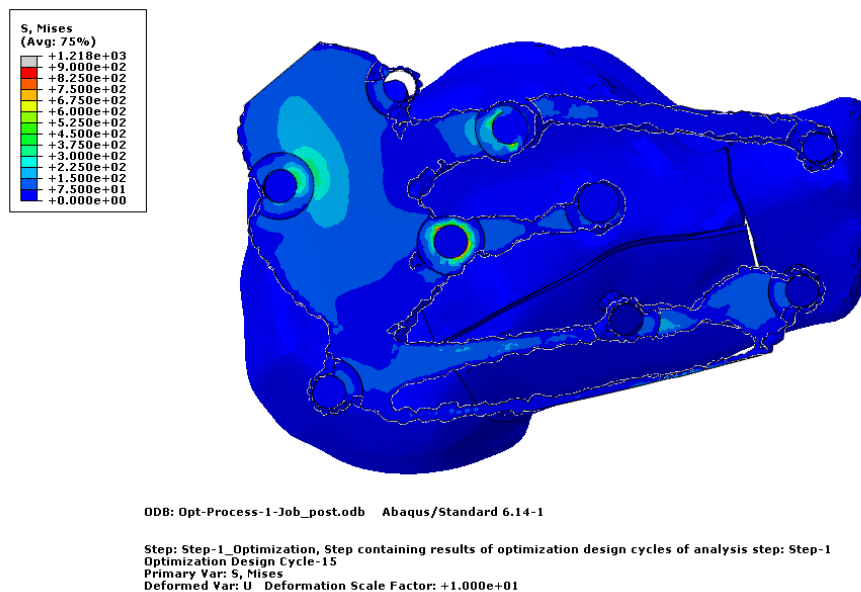 S, Mises
(Avg: 75%)
+1.218e+03
+9.000e+02
+8.250e+02
+7.500e+02
+6.750e+02
+6.000e+02
+5.250e+02
+4.500e+02
+3.750e+02
+3.000e+02
+2.250e+02
+1.500e+02
+7.500e+01
+0.000e+00
ODB: Opt-Process-1-Job_post.odb Abaqus/Standard 6.14-1
Step: Step-1_Optimization, Step containing results of optimization design cycles of analysis step: Step-1
Optimization Design Cycle-15
Primary Var: S, Mises
Deformed Var: U Deformation Scale Factor: +1.000e+01